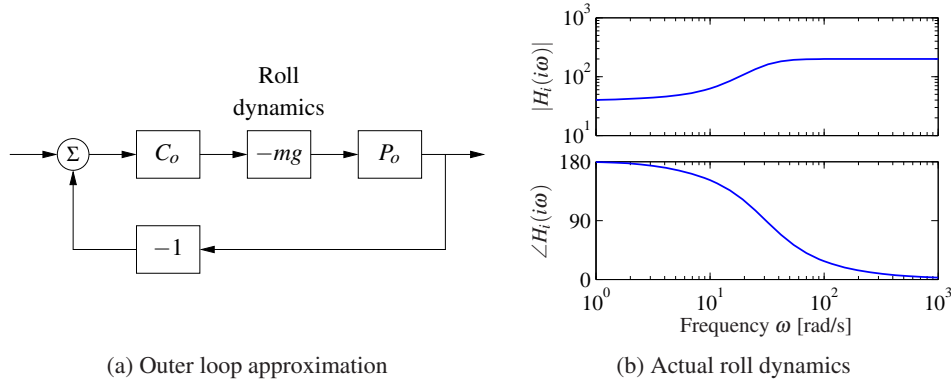 Roll
dynamics
Σ
C_o
−mg
P_o
−1
(a) Outer loop approximation
10^3
10^2
10^1
|H_i(iω)|
180
90
0
∠H_i(iω)
10^0 10^1 10^2 10^3
Frequency ω [rad/s]
(b) Actual roll dynamics